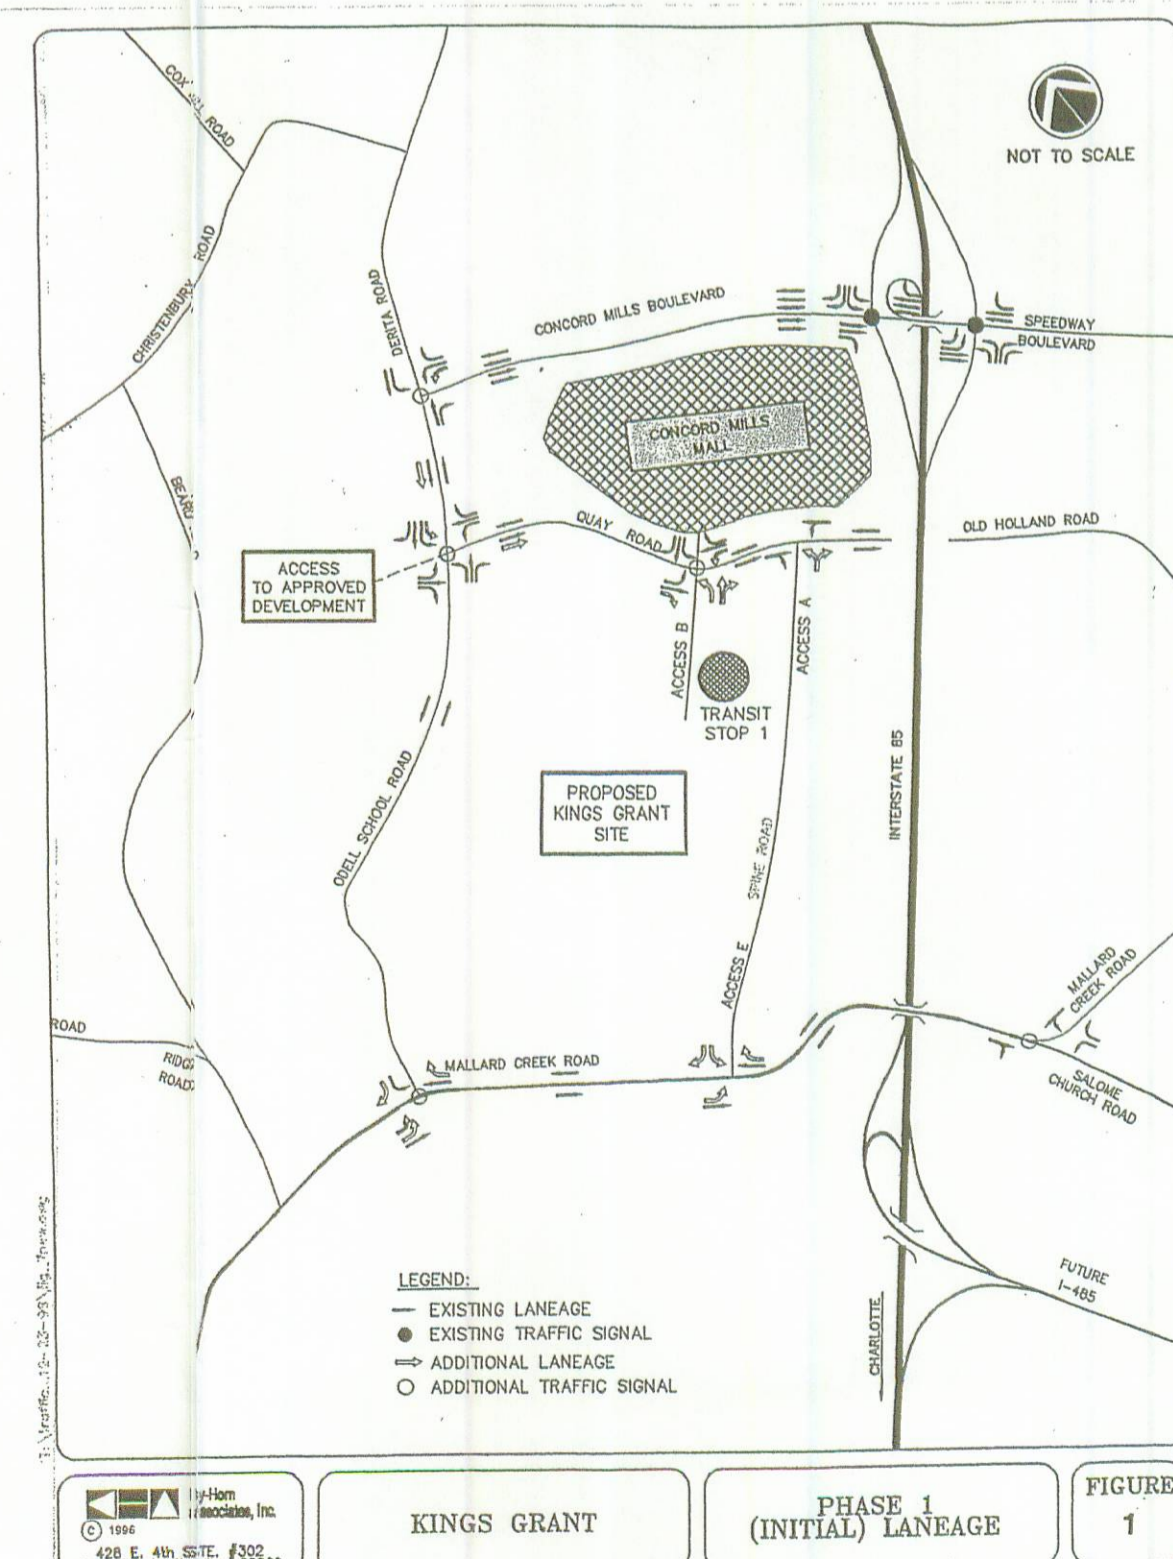 COX
ROAD
NOT TO SCALE
CHRISTENBURY ROAD
DERITA ROAD
CONCORD MILLS BOULEVARD
SPEEDWAY
BOULEVARD
CONCORD MILLS
MALL
QUAY ROAD
OLD HOLLAND ROAD
ACCESS
TO APPROVED
DEVELOPMENT
ACCESS B
ACCESS A
TRANSIT
STOP 1
PROPOSED
KINGS GRANT
SITE
ODELL SCHOOL ROAD
INTERSTATE 85
SPINE ROAD
ACCESS E
MALLARD
CREEK ROAD
ROAD
ROAD
MALLARD CREEK ROAD
SALOME
CHURCH ROAD
FUTURE
I-485
CHARLOTTE
LEGEND:
EXISTING LANEAGE
EXISTING TRAFFIC SIGNAL
ADDITIONAL LANEAGE
ADDITIONAL TRAFFIC SIGNAL
Associates, Inc.
© 1996
428 E. 4th #302
KINGS GRANT
PHASE 1
(INITIAL) LANEAGE
FIGURE
1